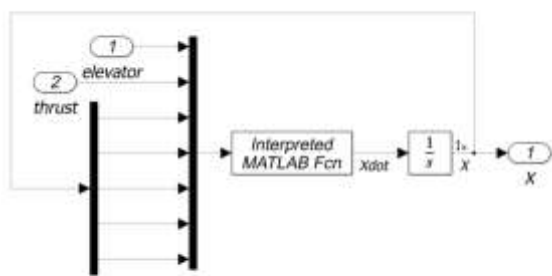 1
elevator
2
thrust
Interpreted
MATLAB Fcn
Xdot
1
s
X
1
X